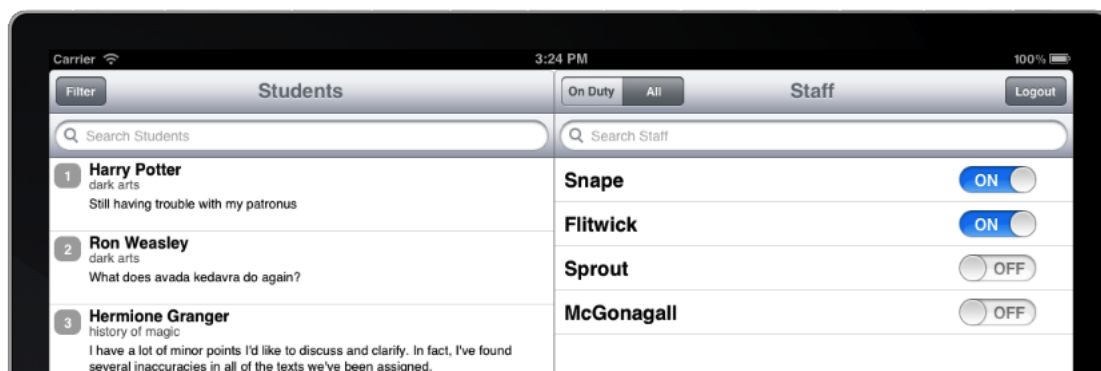 Carrier 3:24 PM 100%
Filter Students On Duty All Staff Logout
Search Students
Search Staff
1 Harry Potter
dark arts
Still having trouble with my patronus
2 Ron Weasley
dark arts
What does avada kedavra do again?
3 Hermione Granger
history of magic
I have a lot of minor points I'd like to discuss and clarify. In fact, I've found
several inaccuracies in all of the texts we've been assigned.
Snape ON
Flitwick ON
Sprout OFF
McGonagall OFF